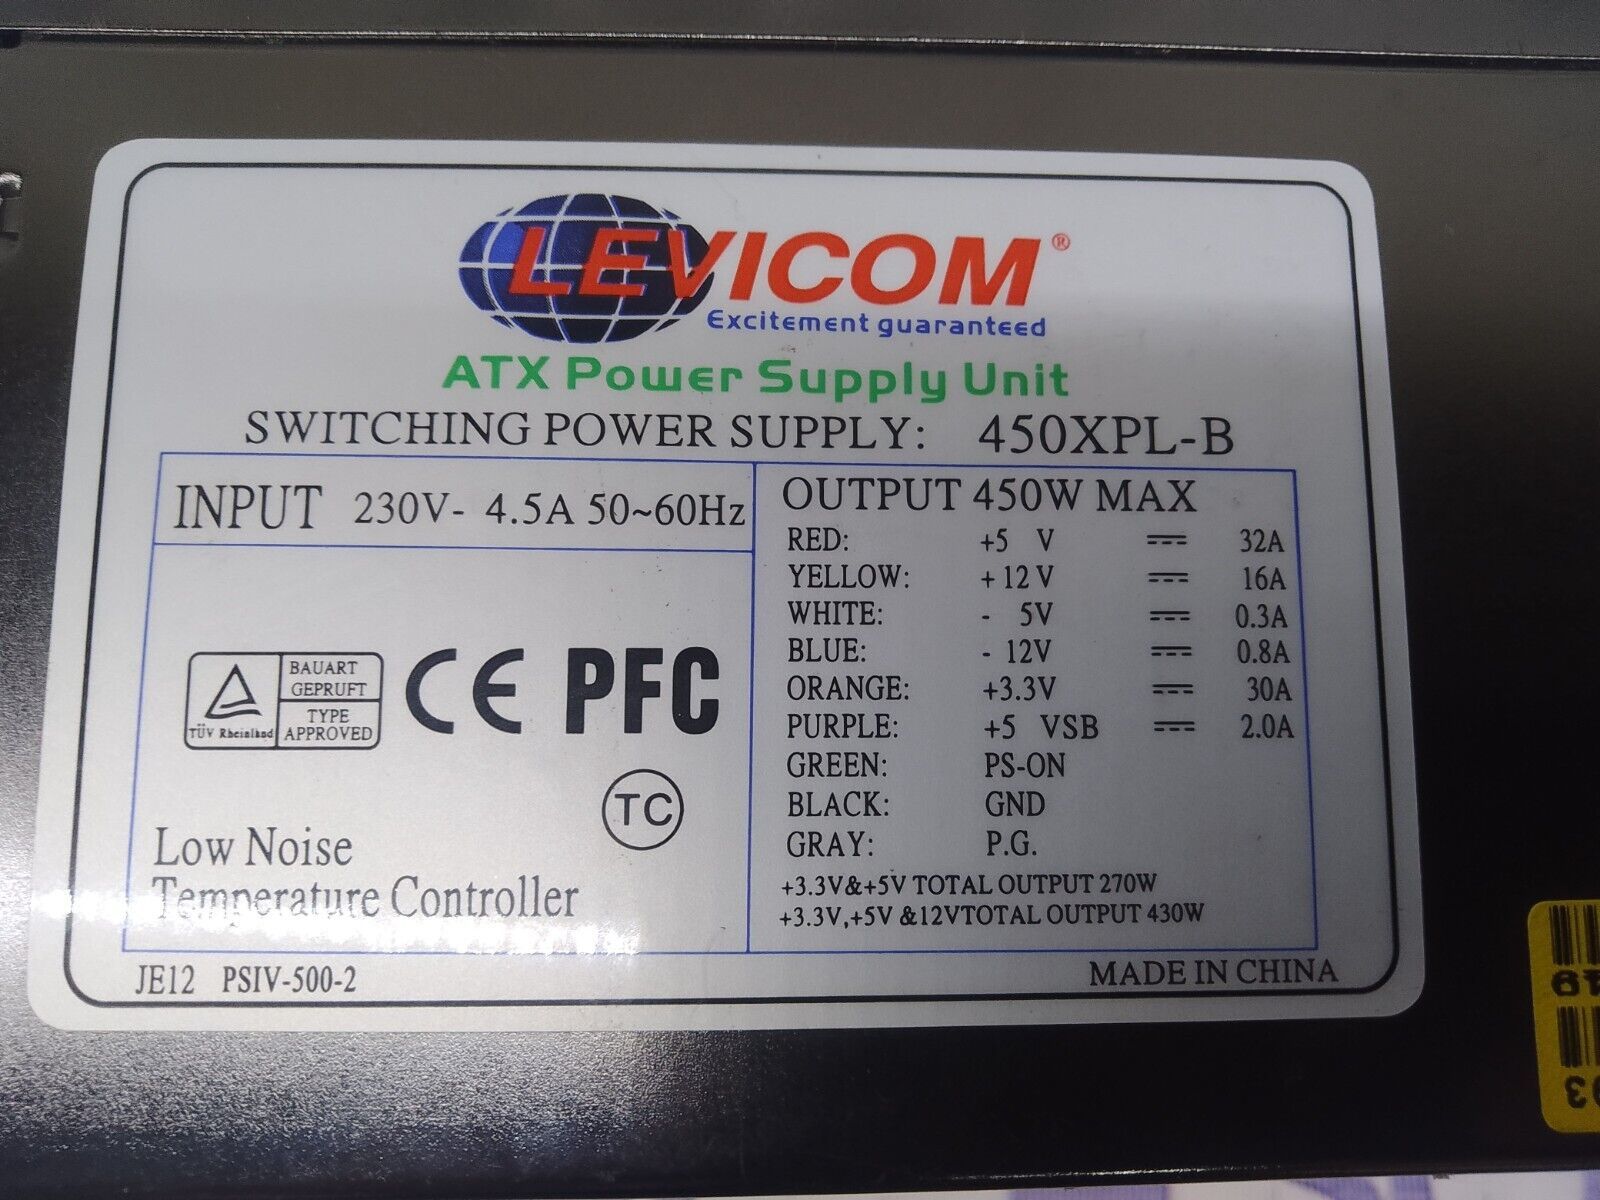 LEVICOM®
Excitement guaranteed
ATX Power Supply Unit
SWITCHING POWER SUPPLY: 450XPL-B
INPUT 230V- 4.5A 50~60Hz
BAUART
GEPRUFT
TÜV Rheinland
TYPE
APPROVED
CE PFC
TC
Low Noise
Temperature Controller
OUTPUT 450W MAX
RED: +5 V ⎓ 32A
YELLOW: +12V ⎓ 16A
WHITE: - 5V ⎓ 0.3A
BLUE: - 12V ⎓ 0.8A
ORANGE: +3.3V ⎓ 30A
PURPLE: +5 VSB ⎓ 2.0A
GREEN: PS-ON
BLACK: GND
GRAY: P.G.
+3.3V&+5V TOTAL OUTPUT 270W
+3.3V,+5V &12VTOTAL OUTPUT 430W
JE12 PSIV-500-2
MADE IN CHINA